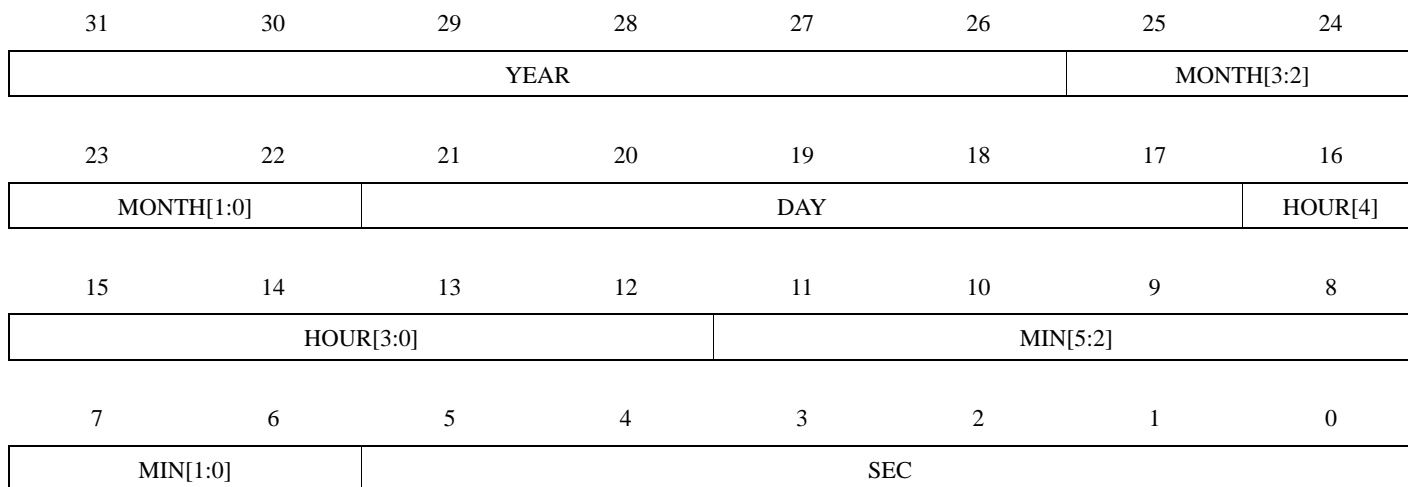 31 30 29 28 27 26 25 24
YEAR MONTH[3:2]
23 22 21 20 19 18 17 16
MONTH[1:0] DAY HOUR[4]
15 14 13 12 11 10 9 8
HOUR[3:0] MIN[5:2]
7 6 5 4 3 2 1 0
MIN[1:0] SEC